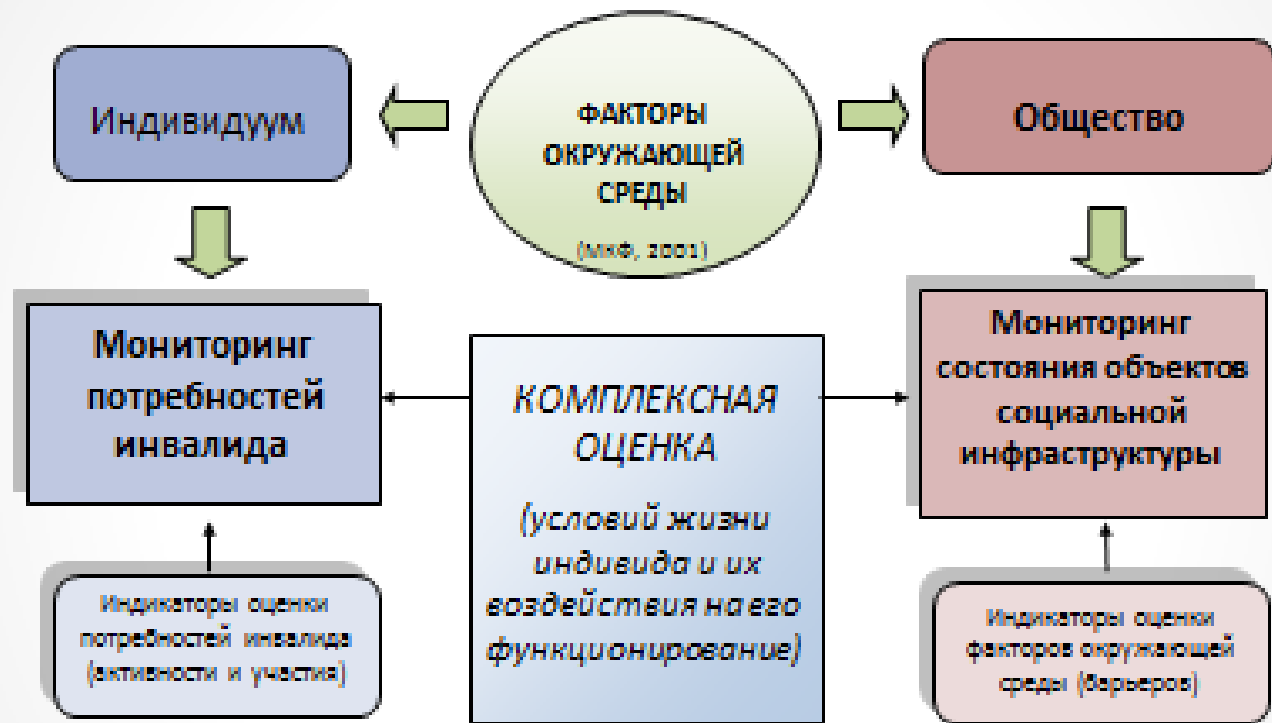 Индивидуум
ФАКТОРЫ
ОКРУЖАЮЩЕЙ
СРЕДЫ
(МКФ, 2001)
Общество
Мониторинг
потребностей
инвалида
КОМПЛЕКСНАЯ
ОЦЕНКА
(условий жизни
индивида и их
воздействия на его
функционирование)
Мониторинг
состояния объектов
социальной
инфраструктуры
Индикаторы оценки
потребностей инвалида
(активности и участия)
Индикаторы оценки
факторов окружающей
среды (барьеров)